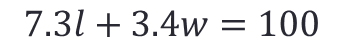 7.3l + 3.4w = 100